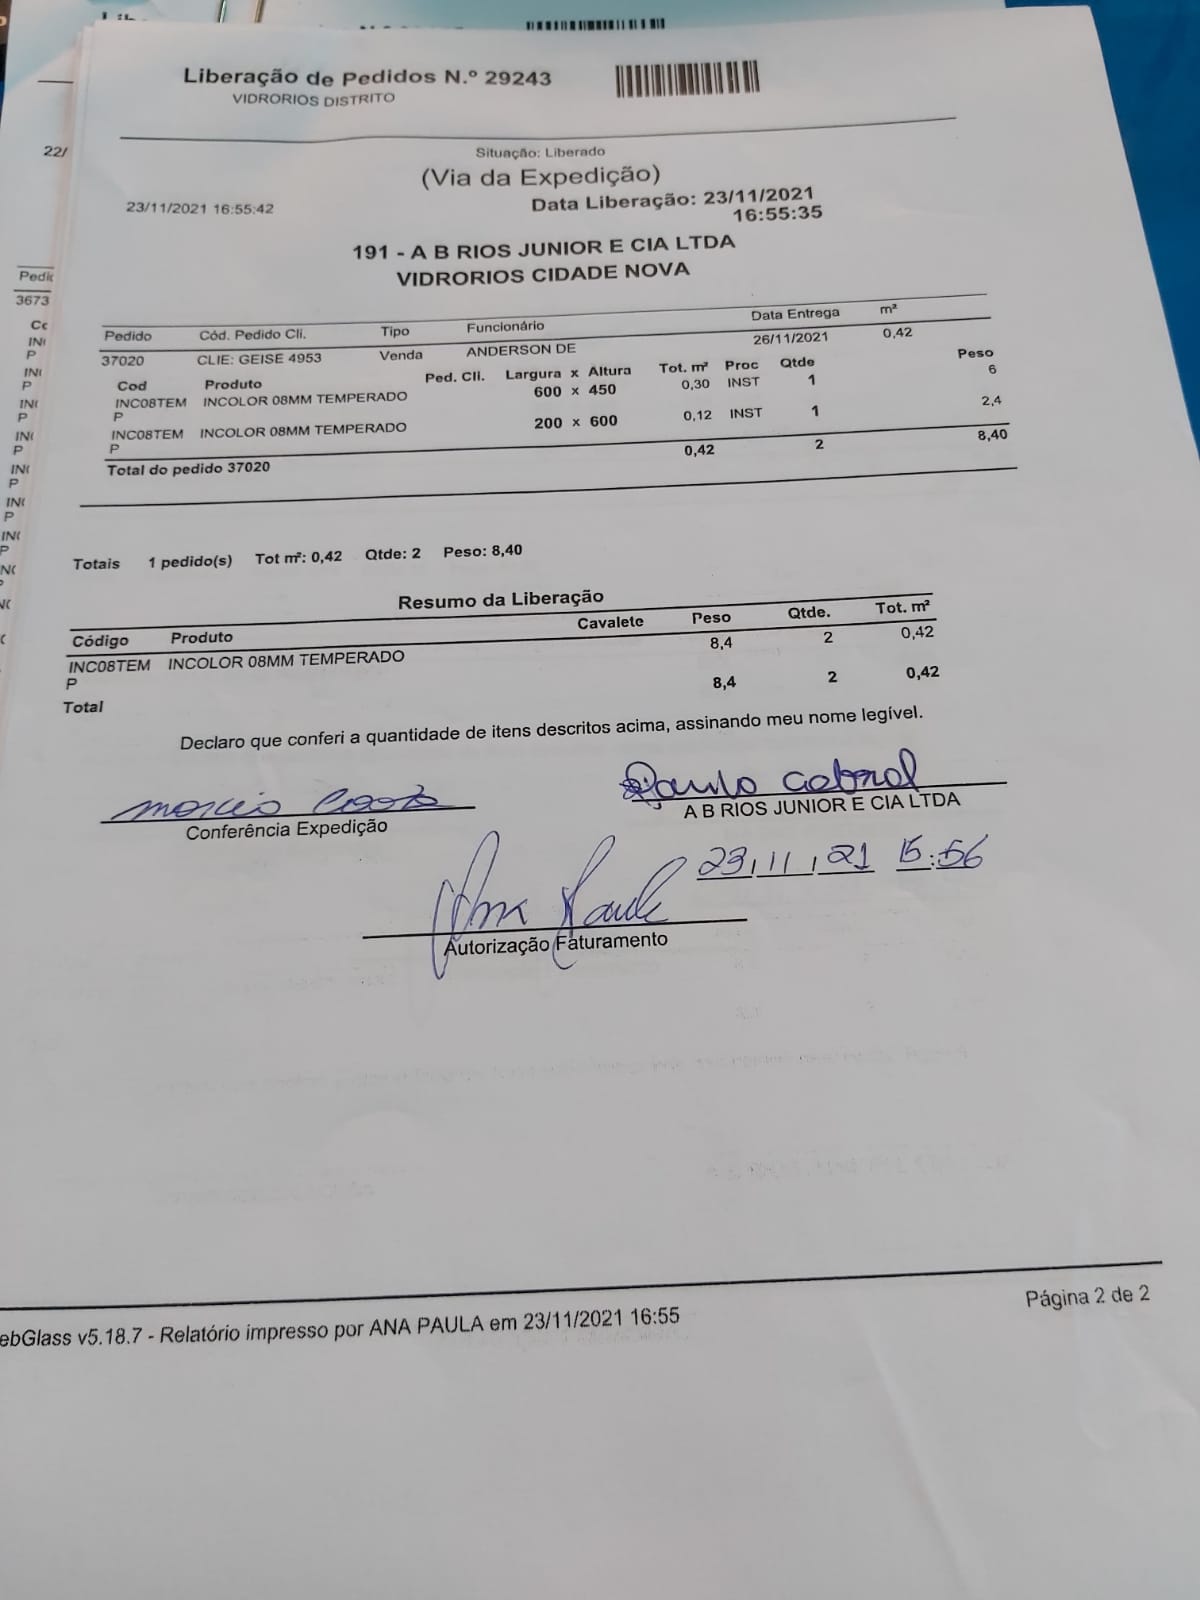 Liberação de Pedidos N.º 29243
VIDRORIOS DISTRITO
22/
Situação: Liberado
(Via da Expedição)
23/11/2021 16:55:42
Data Liberação: 23/11/2021
16:55:35
191 - A B RIOS JUNIOR E CIA LTDA
VIDRORIOS CIDADE NOVA
Pedido Cód. Pedido Cli. Tipo Funcionário Data Entrega m²
37020 CLIE: GEISE 4953 Venda ANDERSON DE 26/11/2021 0,42
Cod Produto Ped. Cli. Largura x Altura Tot. m² Proc Qtde Peso
INC08TEM INCOLOR 08MM TEMPERADO 600 x 450 0,30 INST 1 6
P
INC08TEM INCOLOR 08MM TEMPERADO 200 x 600 0,12 INST 1 2,4
P
Total do pedido 37020 0,42 2 8,40
Totais 1 pedido(s) Tot m²: 0,42 Qtde: 2 Peso: 8,40
Resumo da Liberação
Código Produto Cavalete Peso Qtde. Tot. m²
INC08TEM INCOLOR 08MM TEMPERADO 8,4 2 0,42
P
Total 8,4 2 0,42
Declaro que conferi a quantidade de itens descritos acima, assinando meu nome legível.
marcio Costa
Conferência Expedição
Paulo Cabral
A B RIOS JUNIOR E CIA LTDA
23/11/21 15:56
Ana Paula
Autorização Faturamento
ebGlass v5.18.7 - Relatório impresso por ANA PAULA em 23/11/2021 16:55
Página 2 de 2